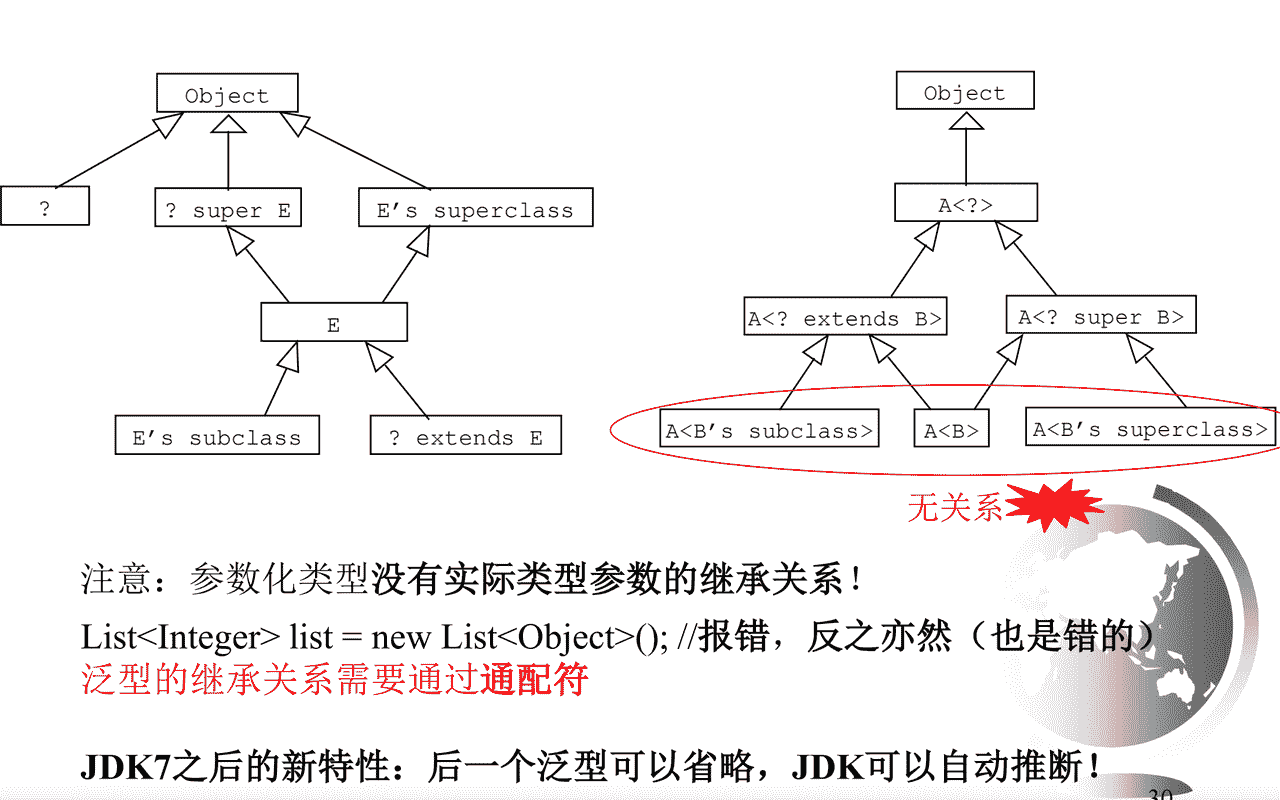 Object
Object
?
? super E
E’s superclass
A<?>
E
A<? extends B>
A<? super B>
E’s subclass
? extends E
A<B’s subclass>
A<B>
A<B’s superclass>
无关系
注意：参数化类型没有实际类型参数的继承关系！
List<Integer> list = new List<Object>(); //报错，反之亦然（也是错的）
泛型的继承关系需要通过通配符
JDK7之后的新特性：后一个泛型可以省略，JDK可以自动推断！
30